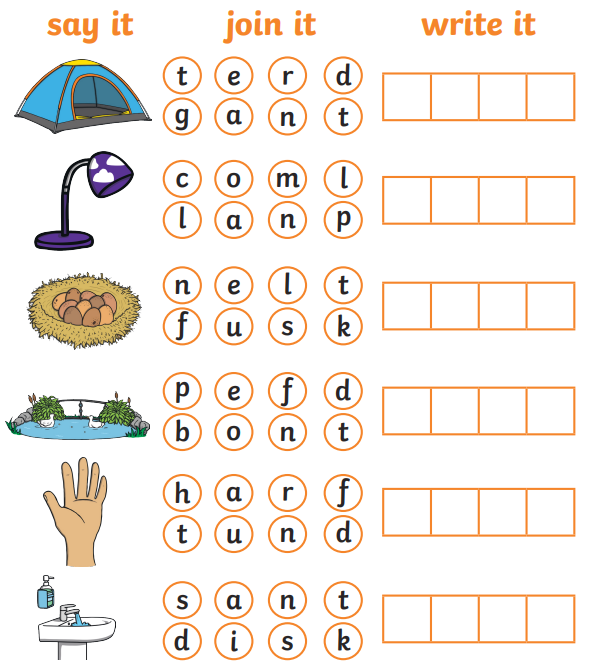 say it join it write it
t e r d
g a n t
c o m l
l a n p
n e l t
f u s k
p e f d
b o n t
h a r f
t u n d
s a n t
d i s k